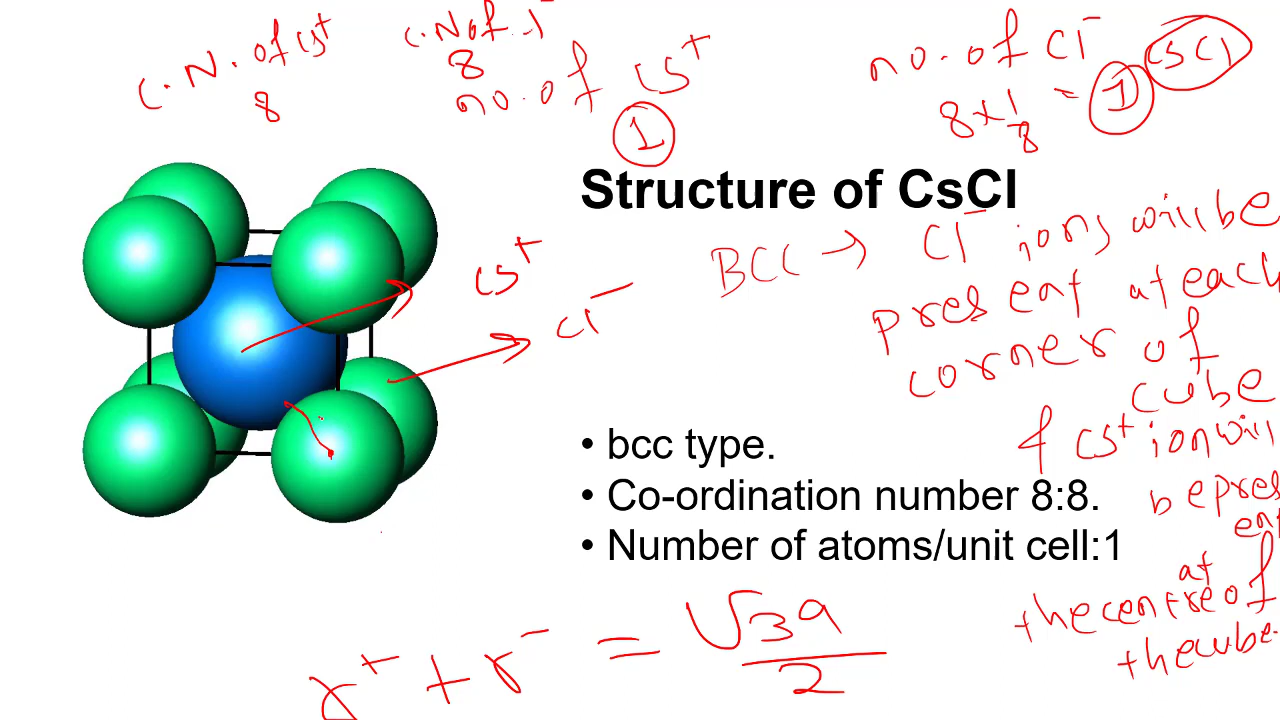 C.N. of Cs⁺
8
C.N of
8
no. of Cs⁺
1
no. of Cl⁻
8 x 1/8 = 1
CsCl
Structure of CsCl
Cs⁺
Cl⁻
BCC → Cl⁻ ions will be
present at each
corner of
cube
& Cs⁺ ion will
be pres
ent
at
the centre of
the cube
• bcc type.
• Co-ordination number 8:8.
• Number of atoms/unit cell:1
r⁺ + r⁻ = √3a/2